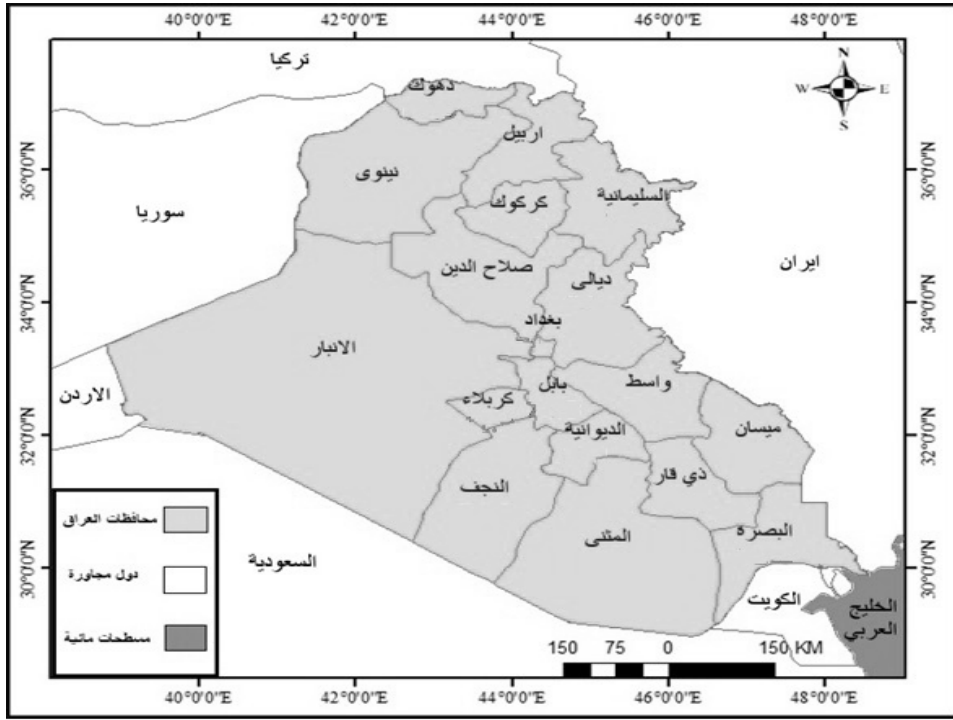 40°0'0"E 42°0'0"E 44°0'0"E 46°0'0"E 48°0'0"E
N
W E
S
تركيا
دهوك
اربيل
نينوى
كركوك
السليمانية
سوريا
صلاح الدين
ديالى
ايران
بغداد
الانبار
بابل
واسط
كربلاء
الاردن
الديوانية
ميسان
النجف
ذي قار
المثنى
البصرة
السعودية
الكويت
الخليج
العربي
36°0'0"N
34°0'0"N
32°0'0"N
30°0'0"N
36°0'0"N
34°0'0"N
32°0'0"N
30°0'0"N
محافظات العراق
دول مجاورة
مسطحات مائية
150 75 0 150 KM
40°0'0"E 42°0'0"E 44°0'0"E 46°0'0"E 48°0'0"E